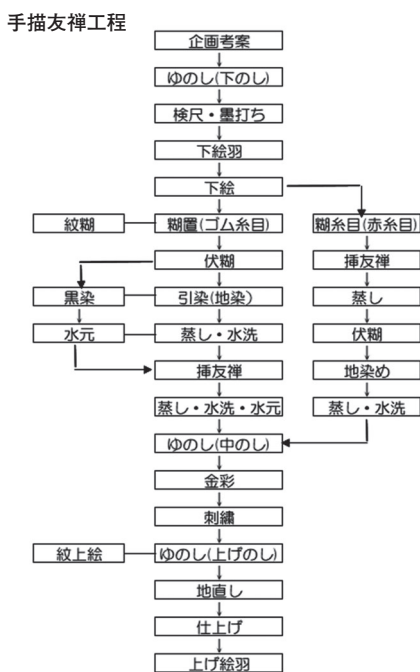 手描友禅工程
企画考案
ゆのし(下のし)
検尺・墨打ち
下絵羽
下絵
紋糊
糊置(ゴム糸目)
糊糸目(赤糸目)
伏糊
挿友禅
黒染
引染(地染)
蒸し
水元
蒸し・水洗
伏糊
挿友禅
地染め
蒸し・水洗・水元
蒸し・水洗
ゆのし(中のし)
金彩
刺繍
紋上絵
ゆのし(上げのし)
地直し
仕上げ
上げ絵羽